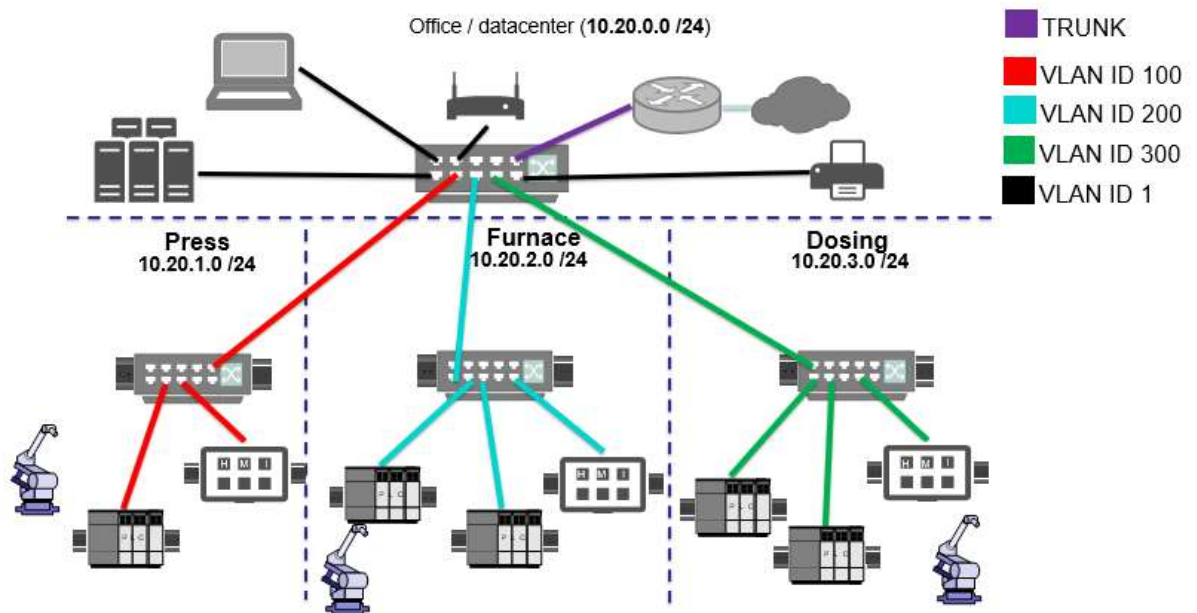 Office / datacenter (10.20.0.0 /24)
TRUNK
VLAN ID 100
VLAN ID 200
VLAN ID 300
VLAN ID 1
Press
10.20.1.0 /24
Furnace
10.20.2.0 /24
Dosing
10.20.3.0 /24
H M I
H M I
H M I
P L C
P L C
P L C
P L C
P L C